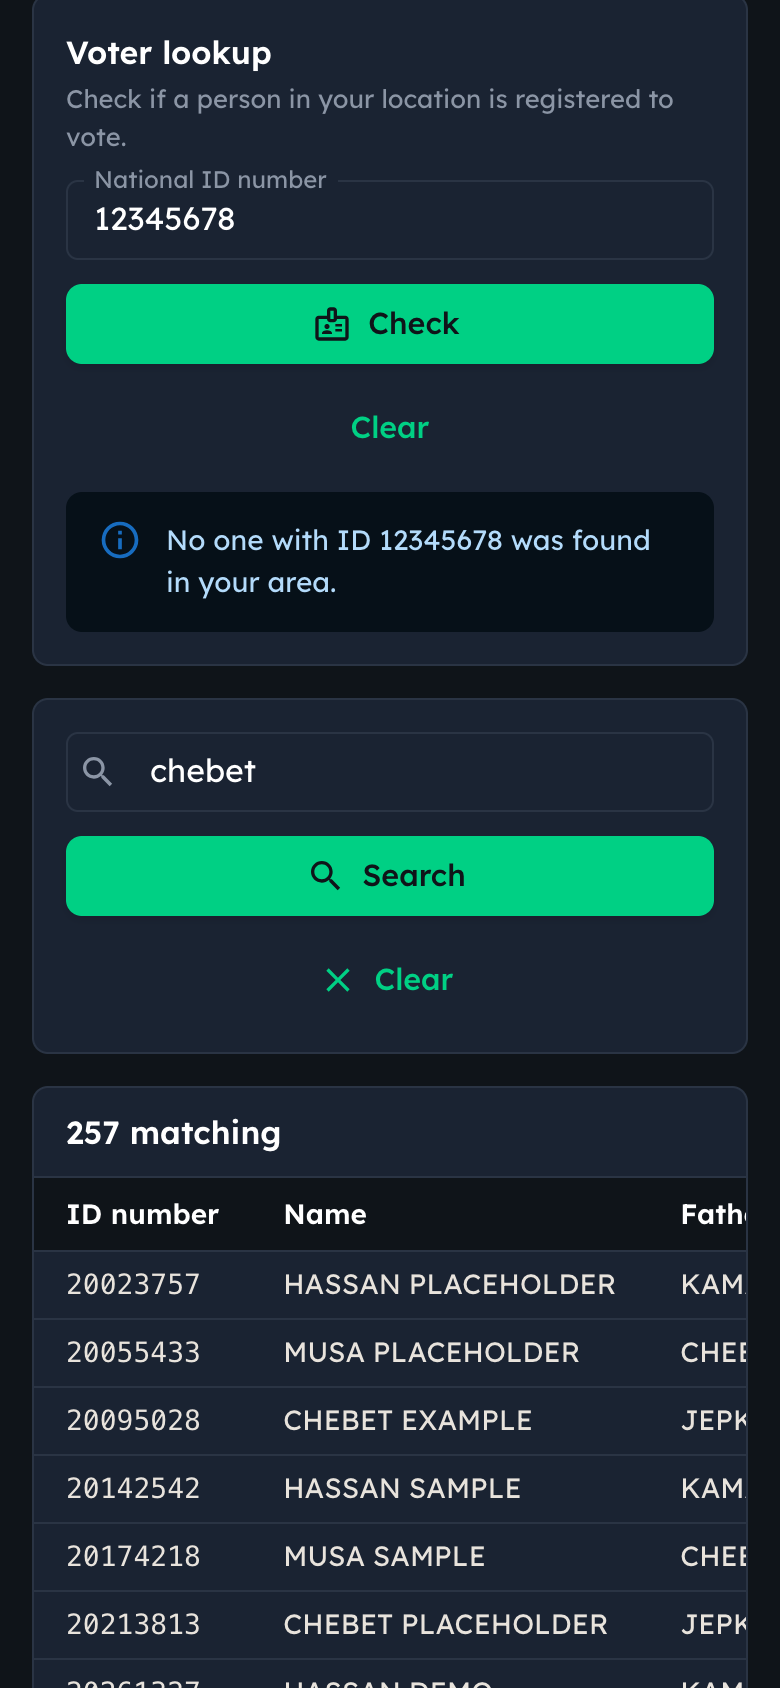 Voter lookup
Check if a person in your location is registered to
vote.
National ID number
12345678
Check
Clear
No one with ID 12345678 was found
in your area.
chebet
Search
Clear
257 matching
ID number Name
20023757 HASSAN PLACEHOLDER
20055433 MUSA PLACEHOLDER
20095028 CHEBET EXAMPLE
20142542 HASSAN SAMPLE
20174218 MUSA SAMPLE
20213813 CHEBET PLACEHOLDER